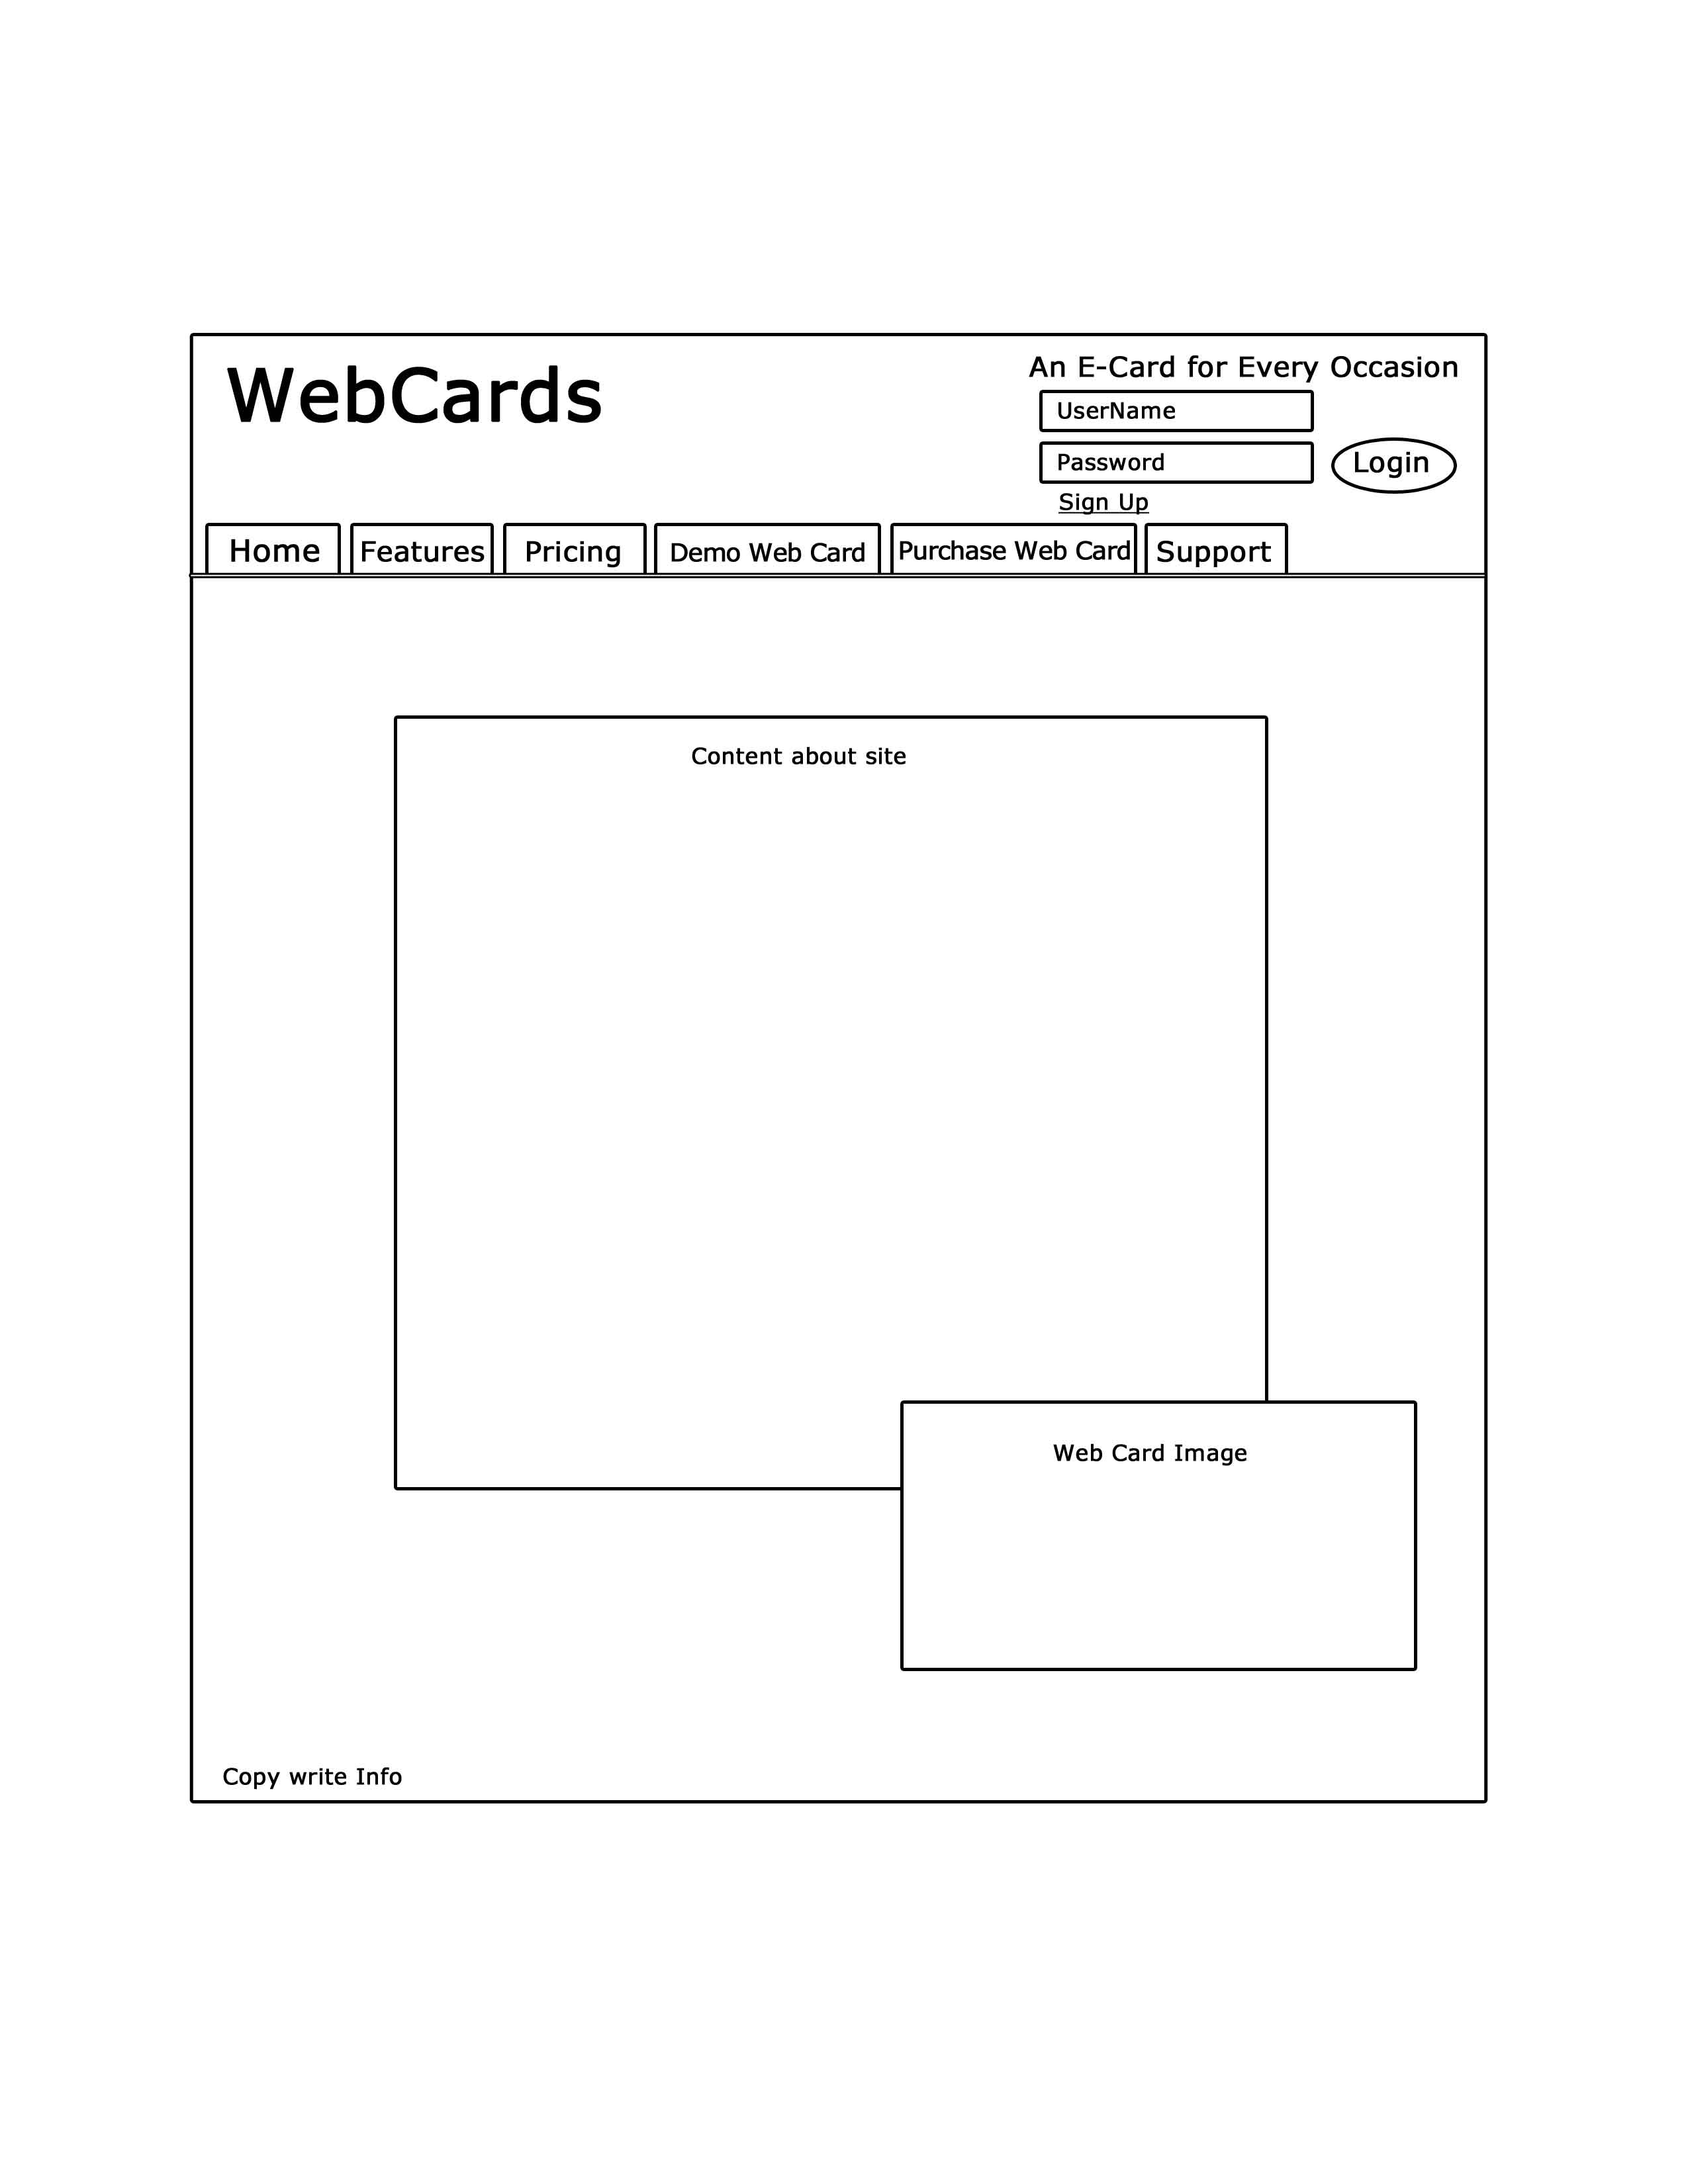 WebCards
An E-Card for Every Occasion
UserName
Password
Login
Sign Up
Home
Features
Pricing
Demo Web Card
Purchase Web Card
Support
Content about site
Web Card Image
Copy write Info